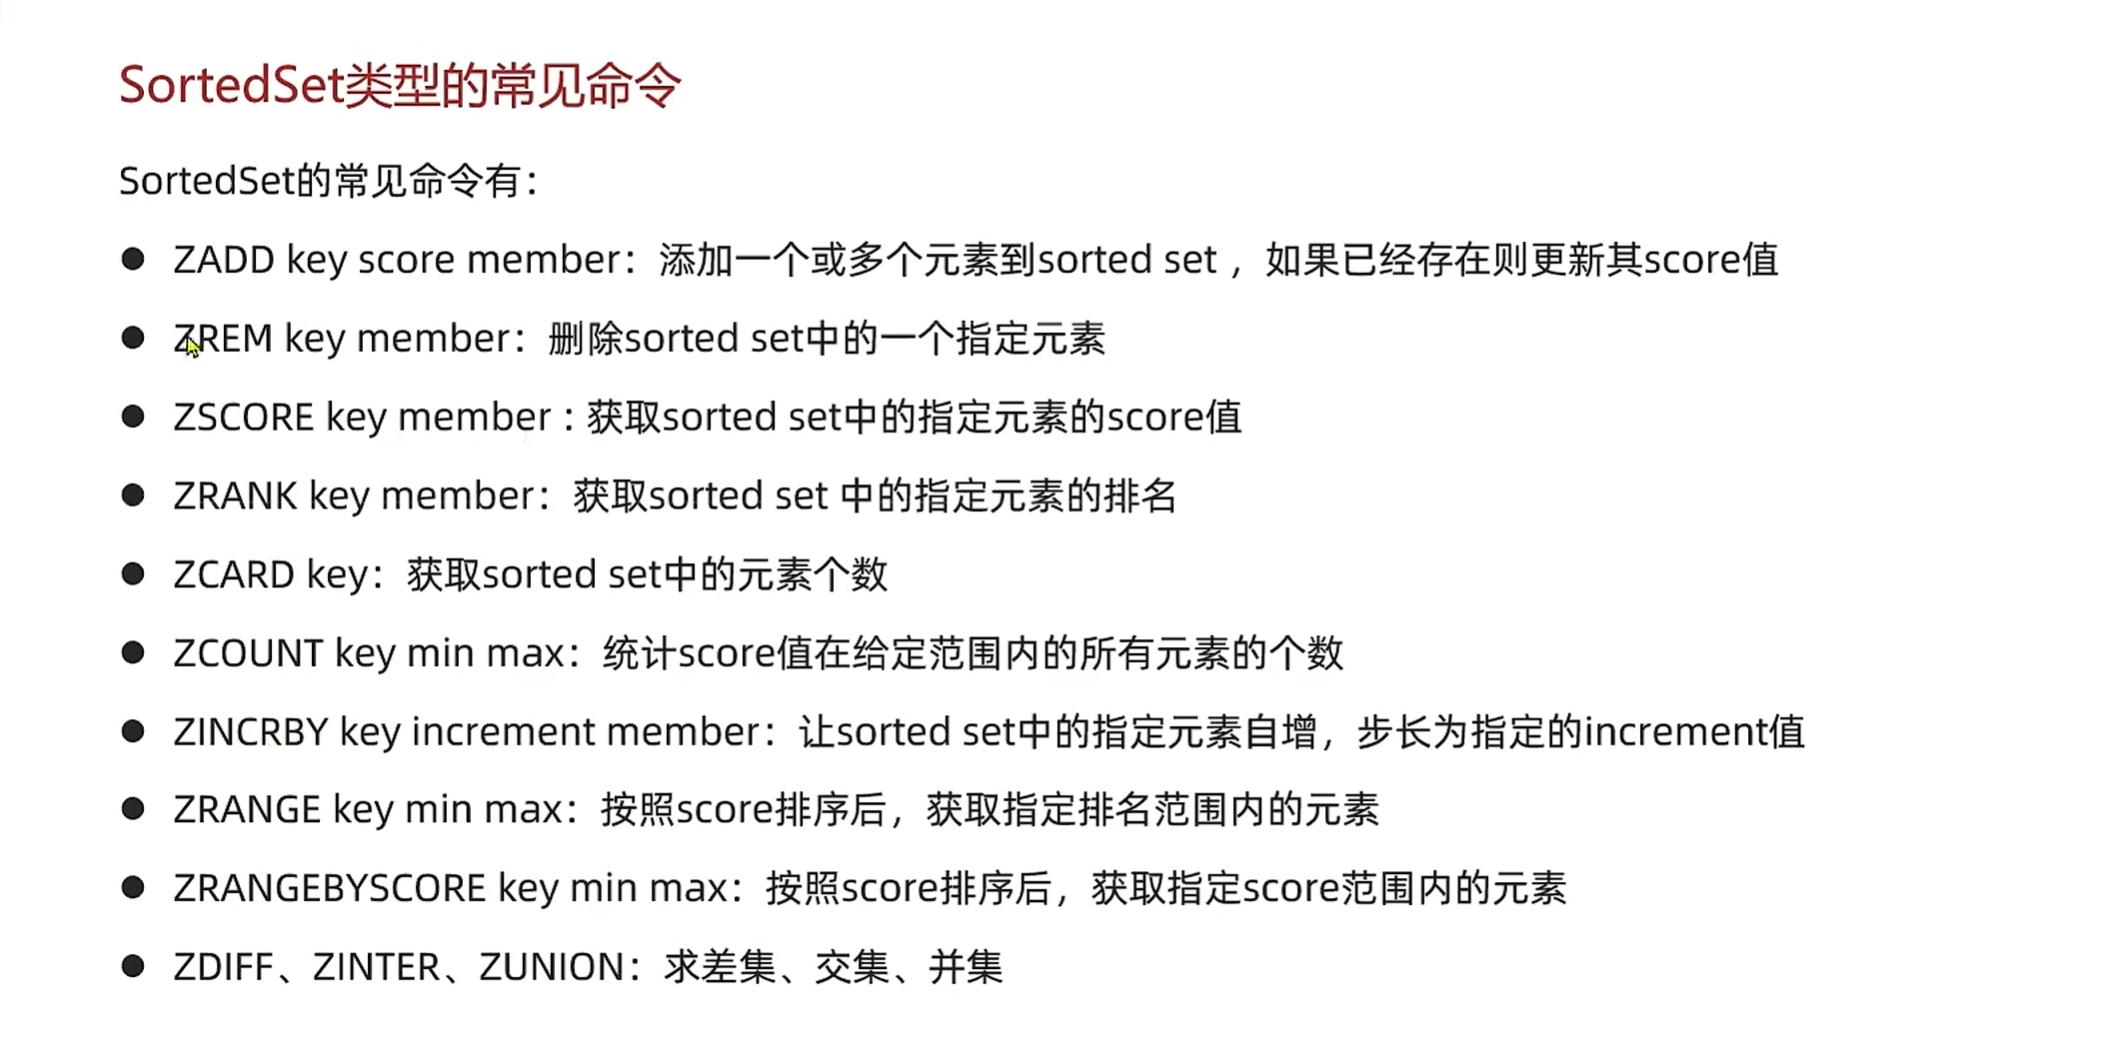 SortedSet类型的常见命令
SortedSet的常见命令有：
● ZADD key score member：添加一个或多个元素到sorted set ，如果已经存在则更新其score值
● ZREM key member：删除sorted set中的一个指定元素
● ZSCORE key member : 获取sorted set中的指定元素的score值
● ZRANK key member：获取sorted set 中的指定元素的排名
● ZCARD key：获取sorted set中的元素个数
● ZCOUNT key min max：统计score值在给定范围内的所有元素的个数
● ZINCRBY key increment member：让sorted set中的指定元素自增，步长为指定的increment值
● ZRANGE key min max：按照score排序后，获取指定排名范围内的元素
● ZRANGEBYSCORE key min max：按照score排序后，获取指定score范围内的元素
● ZDIFF、ZINTER、ZUNION：求差集、交集、并集